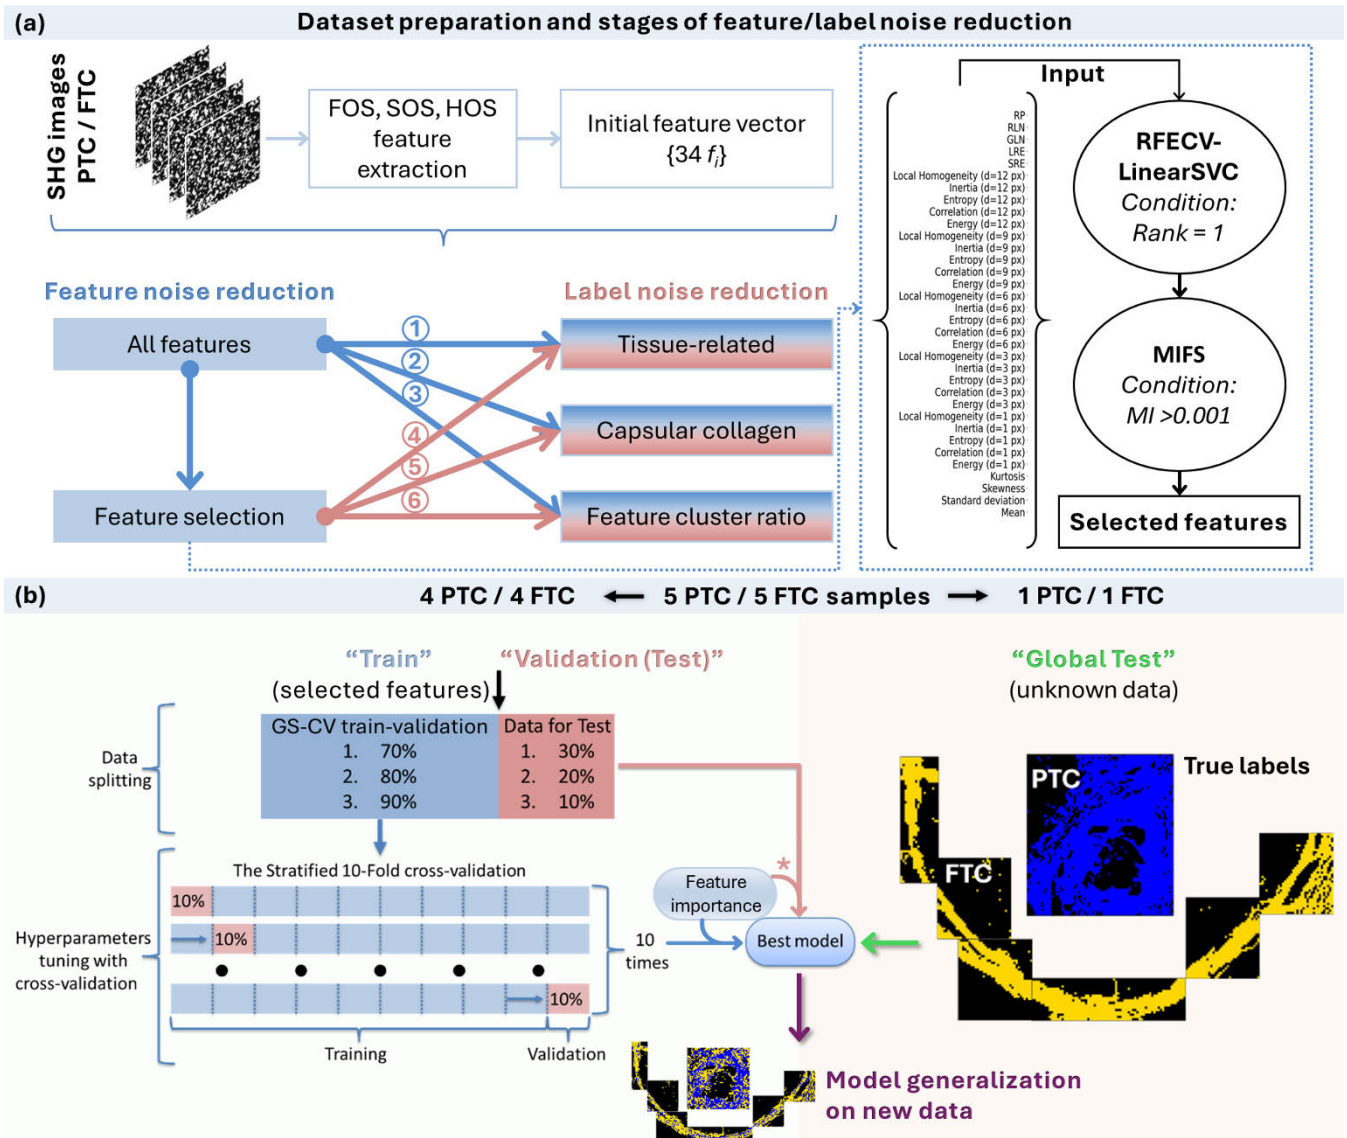 (a)
Dataset preparation and stages of feature/label noise reduction
SHG images
PTC / FTC
FOS, SOS, HOS
feature
extraction
Initial feature vector
{34 fi}
Feature noise reduction
Label noise reduction
All features
Feature selection
1
2
3
4
5
6
Tissue-related
Capsular collagen
Feature cluster ratio
Input
RP
RLN
GLN
LRE
SRE
Local Homogeneity (d=12 px)
Inertia (d=12 px)
Entropy (d=12 px)
Correlation (d=12 px)
Energy (d=12 px)
Local Homogeneity (d=9 px)
Inertia (d=9 px)
Entropy (d=9 px)
Correlation (d=9 px)
Energy (d=9 px)
Local Homogeneity (d=6 px)
Inertia (d=6 px)
Entropy (d=6 px)
Correlation (d=6 px)
Energy (d=6 px)
Local Homogeneity (d=3 px)
Inertia (d=3 px)
Entropy (d=3 px)
Correlation (d=3 px)
Energy (d=3 px)
Local Homogeneity (d=1 px)
Inertia (d=1 px)
Entropy (d=1 px)
Correlation (d=1 px)
Energy (d=1 px)
Kurtosis
Skewness
Standard deviation
Mean
RFECV-
LinearSVC
Condition:
Rank = 1
MIFS
Condition:
MI >0.001
Selected features
(b)
4 PTC / 4 FTC
5 PTC / 5 FTC samples
1 PTC / 1 FTC
“Train”
(selected features)
“Validation (Test)”
“Global Test”
(unknown data)
Data
splitting
GS-CV train-validation
1. 70%
2. 80%
3. 90%
Data for Test
1. 30%
2. 20%
3. 10%
True labels
PTC
FTC
The Stratified 10-Fold cross-validation
10%
10%
10%
Hyperparameters
tuning with
cross-validation
Training
Validation
10
times
Feature
importance
*
Best model
Model generalization
on new data